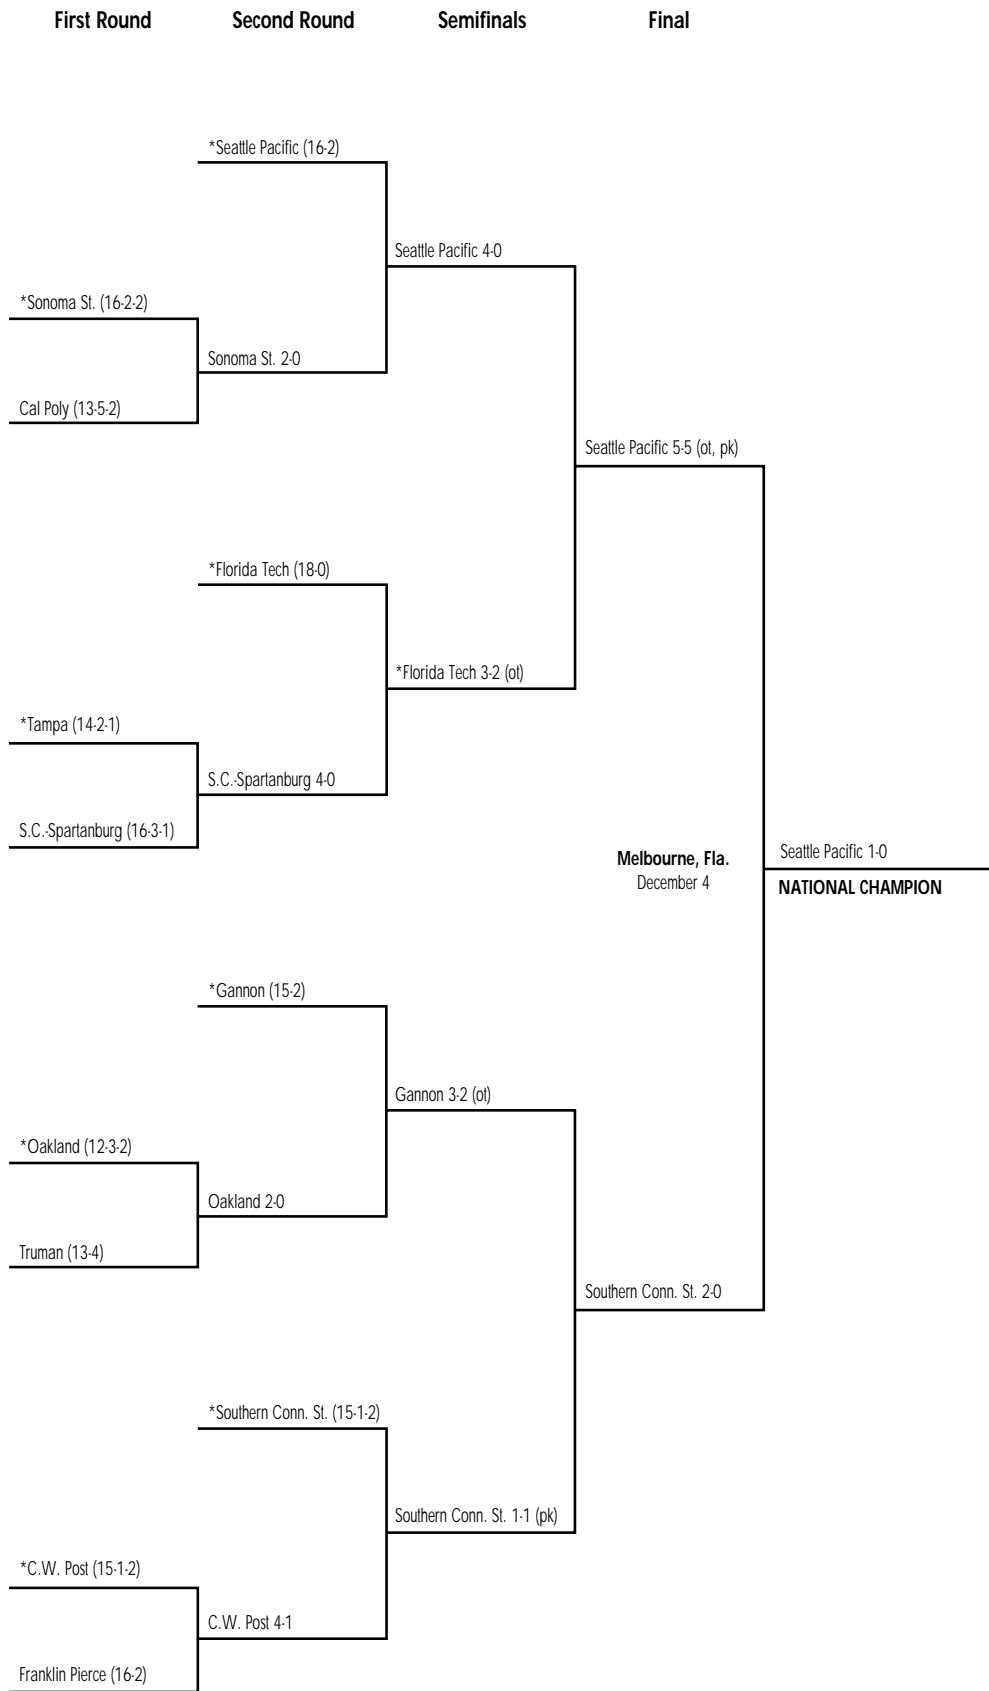 First Round Second Round Semifinals Final
*Seattle Pacific (16-2)
Seattle Pacific 4-0
*Sonoma St. (16-2-2)
Sonoma St. 2-0
Cal Poly (13-5-2)
Seattle Pacific 5-5 (ot, pk)
*Florida Tech (18-0)
*Florida Tech 3-2 (ot)
*Tampa (14-2-1)
S.C.-Spartanburg 4-0
S.C.-Spartanburg (16-3-1)
Melbourne, Fla.
December 4
Seattle Pacific 1-0
NATIONAL CHAMPION
*Gannon (15-2)
Gannon 3-2 (ot)
*Oakland (12-3-2)
Oakland 2-0
Truman (13-4)
Southern Conn. St. 2-0
*Southern Conn. St. (15-1-2)
Southern Conn. St. 1-1 (pk)
*C.W. Post (15-1-2)
C.W. Post 4-1
Franklin Pierce (16-2)